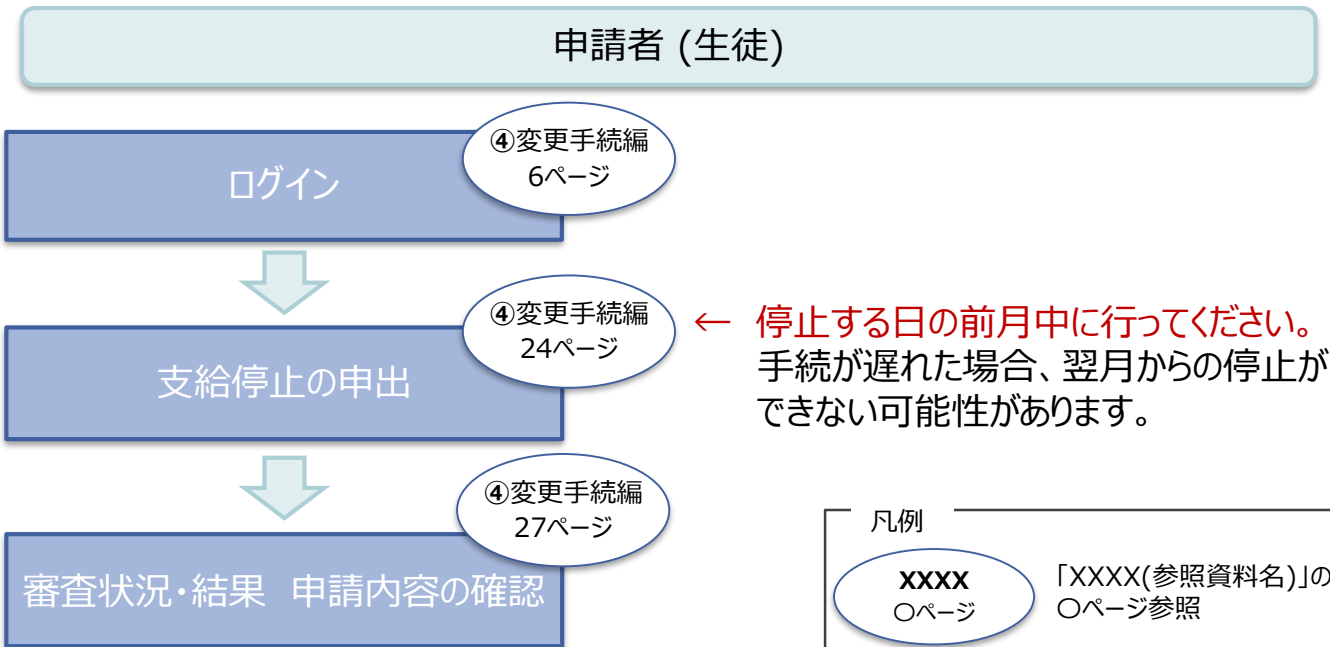 申請者 (生徒)
④変更手続編
6ページ
ログイン
④変更手続編
24ページ
支給停止の申出
← 停止する日の前月中に行ってください。
手続が遅れた場合、翌月からの停止が
できない可能性があります。
④変更手続編
27ページ
審査状況・結果 申請内容の確認
凡例
XXXX
〇ページ
「XXXX(参照資料名)」の
〇ページ参照